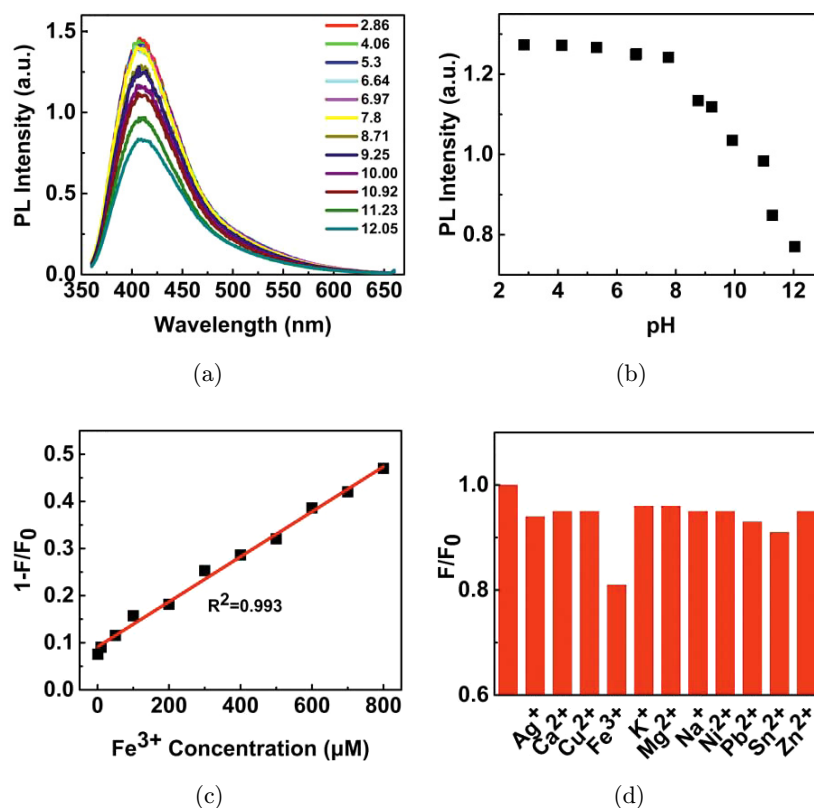 PL Intensity (a.u.)
1.5
1.0
0.5
0.0
350 400 450 500 550 600 650
Wavelength (nm)
2.86
4.06
5.3
6.64
6.97
7.8
8.71
9.25
10.00
10.92
11.23
12.05
(a)
PL Intensity (a.u.)
1.2
1.0
0.8
2 4 6 8 10 12
pH
(b)
1-F/F0
0.5
0.4
0.3
0.2
0.1
0.0
R²=0.993
0 200 400 600 800
Fe³⁺ Concentration (μM)
(c)
F/F0
1.0
0.8
0.6
Ag⁺
Ca²⁺
Cu²⁺
Fe³⁺
K⁺
Mg²⁺
Na⁺
Ni²⁺
Pb²⁺
Sn²⁺
Zn²⁺
(d)